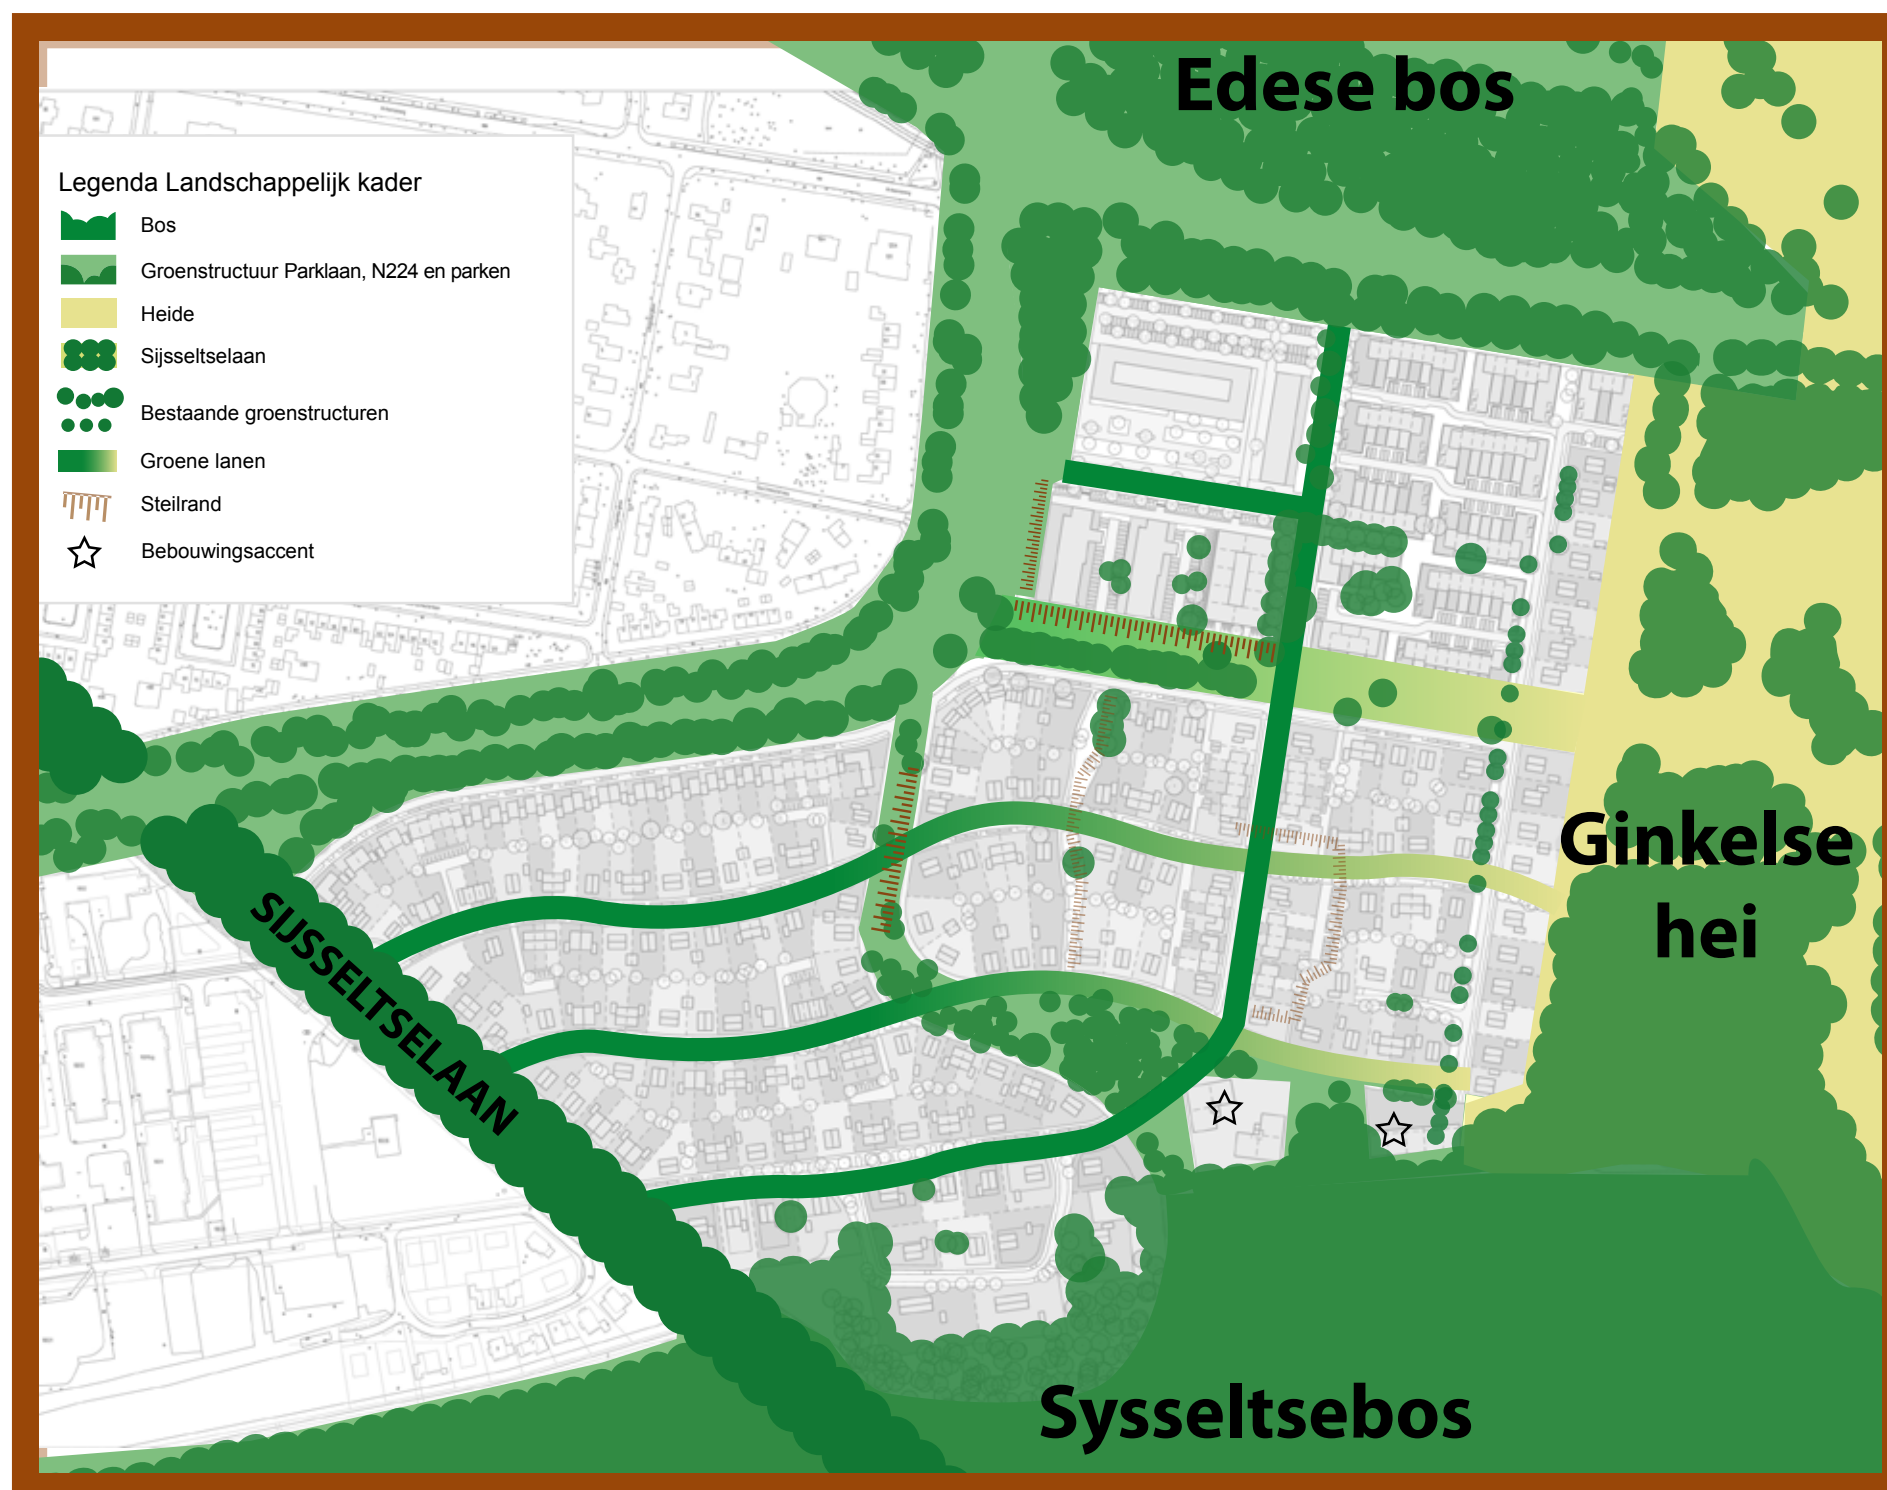 Edese bos
Legenda Landschappelijk kader
Bos
Groenstructuur Parklaan, N224 en parken
Heide
Sijsseltselaan
Bestaande groenstructuren
Groene lanen
Steilrand
Bebouwingsaccent
Ginkelse
hei
SIJSSELTSELAAN
Sysseltsebos